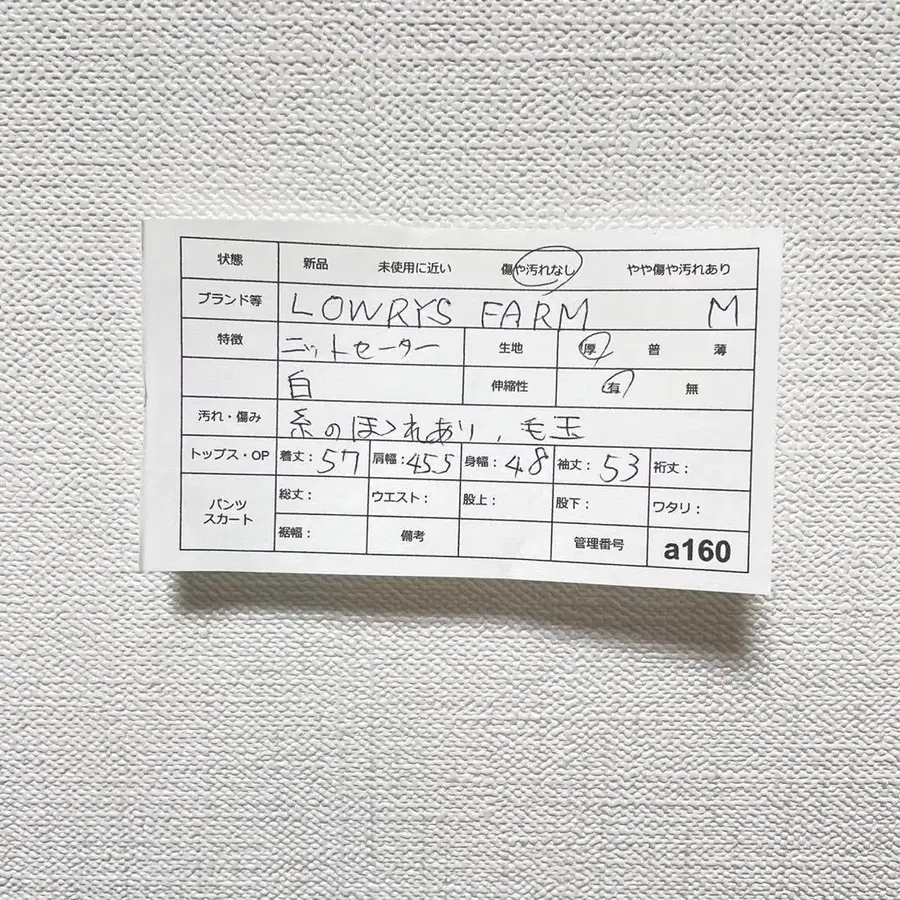 状態 新品 未使用に近い 傷や汚れなし やや傷や汚れあり
ブランド等 LOWRYS FARM M
特徴 ニットセーター 生地 厚 普 薄
白 伸縮性 有 無
汚れ・傷み 糸のほつれあり、毛玉
トップス・OP 着丈：57 肩幅：45.5 身幅：48 袖丈：53 裄丈：
パンツ スカート 総丈： ウエスト： 股上： 股下： ワタリ：
裾幅： 備考 管理番号 a160